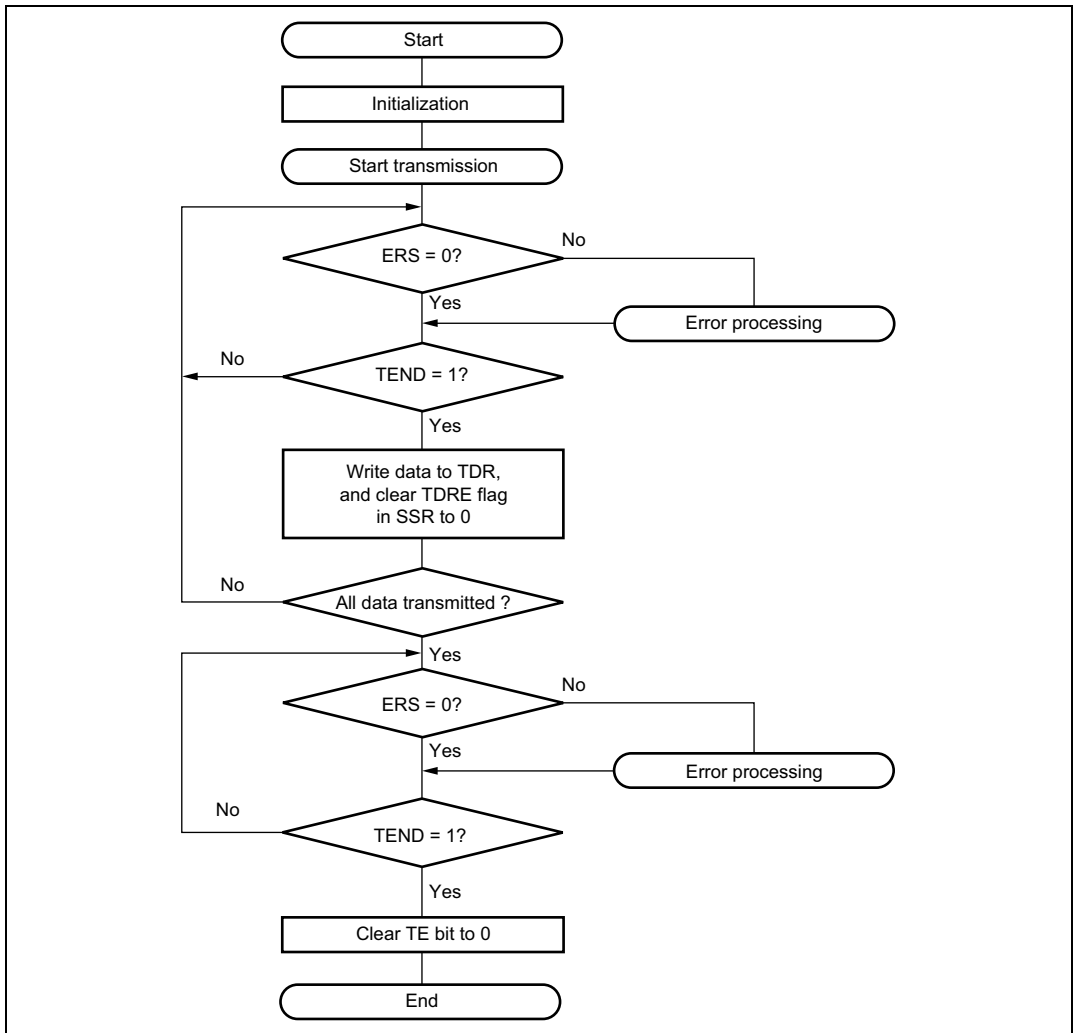 Start
Initialization
Start transmission
ERS = 0?
No
Yes
Error processing
No
TEND = 1?
Yes
Write data to TDR,
and clear TDRE flag
in SSR to 0
No
All data transmitted ?
Yes
ERS = 0?
No
Yes
Error processing
No
TEND = 1?
Yes
Clear TE bit to 0
End